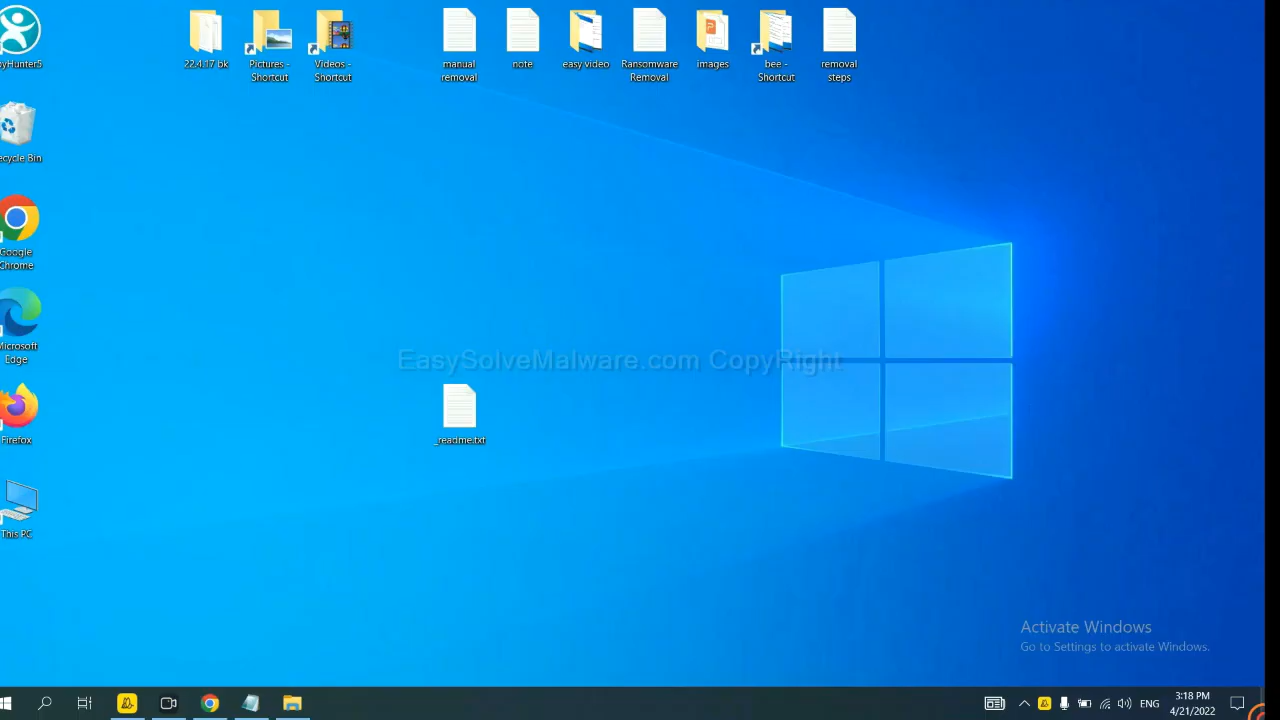 22.4.17 bk
Pictures -
Shortcut
Videos -
Shortcut
manual
removal
note
easy video
Ransomware
Removal
images
bee -
Shortcut
removal
steps
yHunter5
ecycle Bin
Google
Chrome
Microsoft
Edge
Firefox
This PC
EasySolveMalware.com CopyRight
_readme.txt
Activate Windows
Go to Settings to activate Windows.
ENG
3:18 PM
4/21/2022